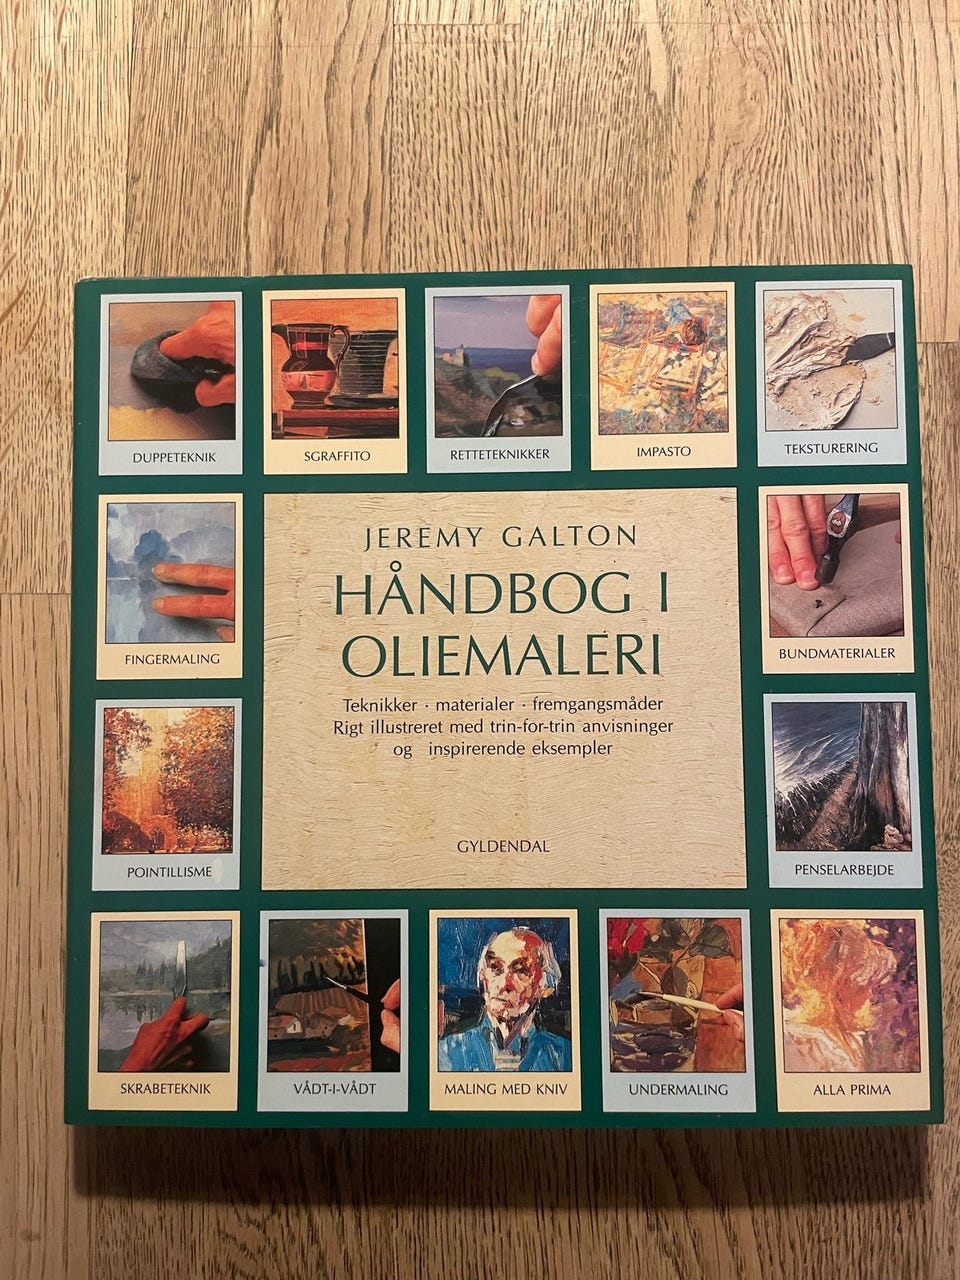 DUPPETEKNIK
SGRAFFITO
RETTETEKNIKKER
IMPASTO
TEKSTURERING
FINGERMALING
JEREMY GALTON
HÅNDBOG I
OLIEMALERI
Teknikker · materialer · fremgangsmåder
Rigt illustreret med trin-for-trin anvisninger
og inspirerende eksempler
GYLDENDAL
BUNDMATERIALER
POINTILLISME
PENSELARBEJDE
SKRABETEKNIK
VÅDT-I-VÅDT
MALING MED KNIV
UNDERMALING
ALLA PRIMA